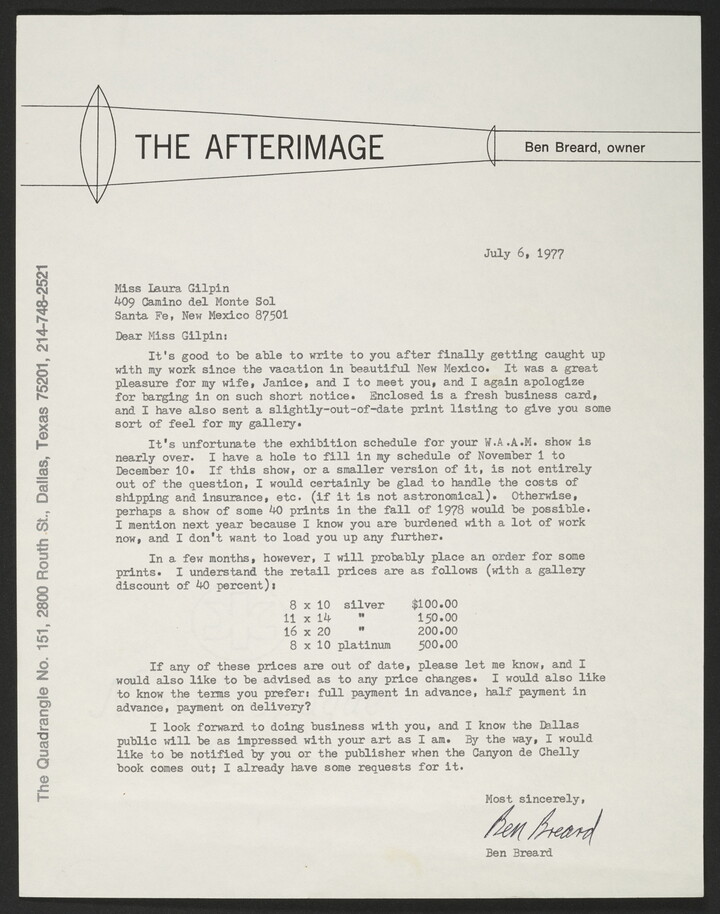 THE AFTERIMAGE
Ben Breard, owner
July 6, 1977
Miss Laura Gilpin
409 Camino del Monte Sol
Santa Fe, New Mexico 87501
Dear Miss Gilpin:
It's good to be able to write to you after finally getting caught up
with my work since the vacation in beautiful New Mexico. It was a great
pleasure for my wife, Janice, and I to meet you, and I again apologize
for barging in on such short notice. Enclosed is a fresh business card,
and I have also sent a slightly-out-of-date print listing to give you some
sort of feel for my gallery.
It's unfortunate the exhibition schedule for your W.A.A.M. show is
nearly over. I have a hole to fill in my schedule of November 1 to
December 10. If this show, or a smaller version of it, is not entirely
out of the question, I would certainly be glad to handle the costs of
shipping and insurance, etc. (if it is not astronomical). Otherwise,
perhaps a show of some 40 prints in the fall of 1978 would be possible.
I mention next year because I know you are burdened with a lot of work
now, and I don't want to load you up any further.
In a few months, however, I will probably place an order for some
prints. I understand the retail prices are as follows (with a gallery
discount of 40 percent):
8 x 10 silver $100.00
11 x 14 " 150.00
16 x 20 " 200.00
8 x 10 platinum 500.00
If any of these prices are out of date, please let me know, and I
would also like to be advised as to any price changes. I would also like
to know the terms you prefer: full payment in advance, half payment in
advance, payment on delivery?
I look forward to doing business with you, and I know the Dallas
public will be as impressed with your art as I am. By the way, I would
like to be notified by you or the publisher when the Canyon de Chelly
book comes out; I already have some requests for it.
Most sincerely,
Ben Breard
Ben Breard
The Quadrangle No. 151, 2800 Routh St., Dallas, Texas 75201, 214-748-2521